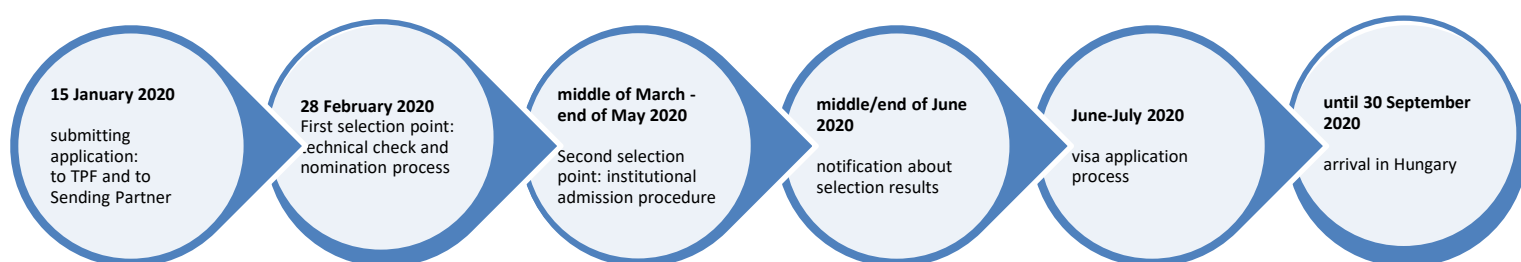 15 January 2020
submitting
application:
to TPF and to
Sending Partner
28 February 2020
First selection point:
technical check and
nomination process
middle of March -
end of May 2020
Second selection
point: institutional
admission procedure
middle/end of June
2020
notification about
selection results
June-July 2020
visa application
process
until 30 September
2020
arrival in Hungary